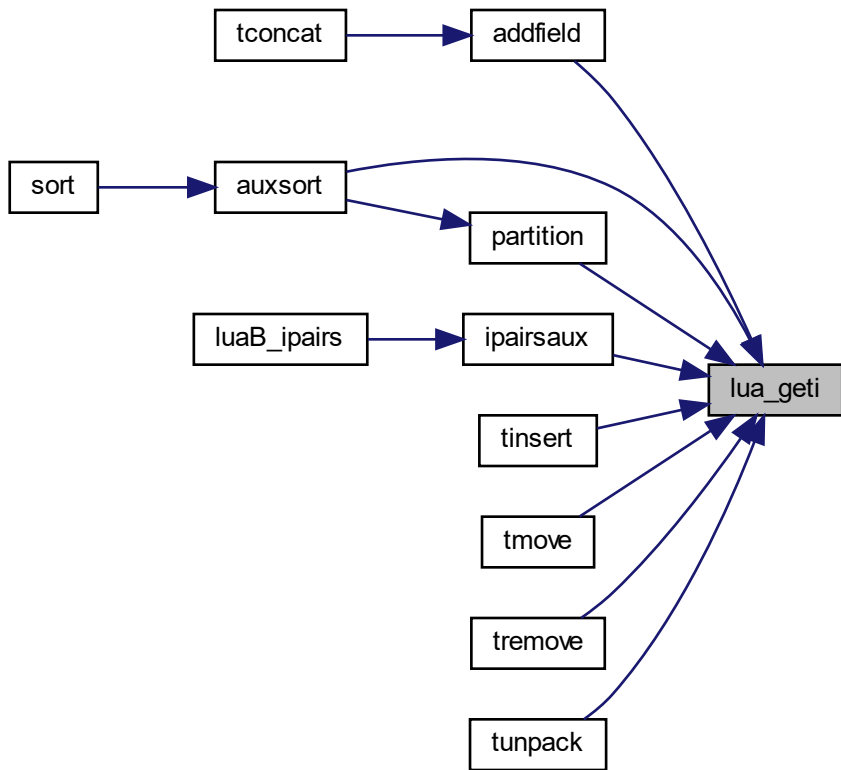 tconcat
addfield
sort
auxsort
partition
luaB_ipairs
ipairsaux
lua_geti
tinsert
tmove
tremove
tunpack